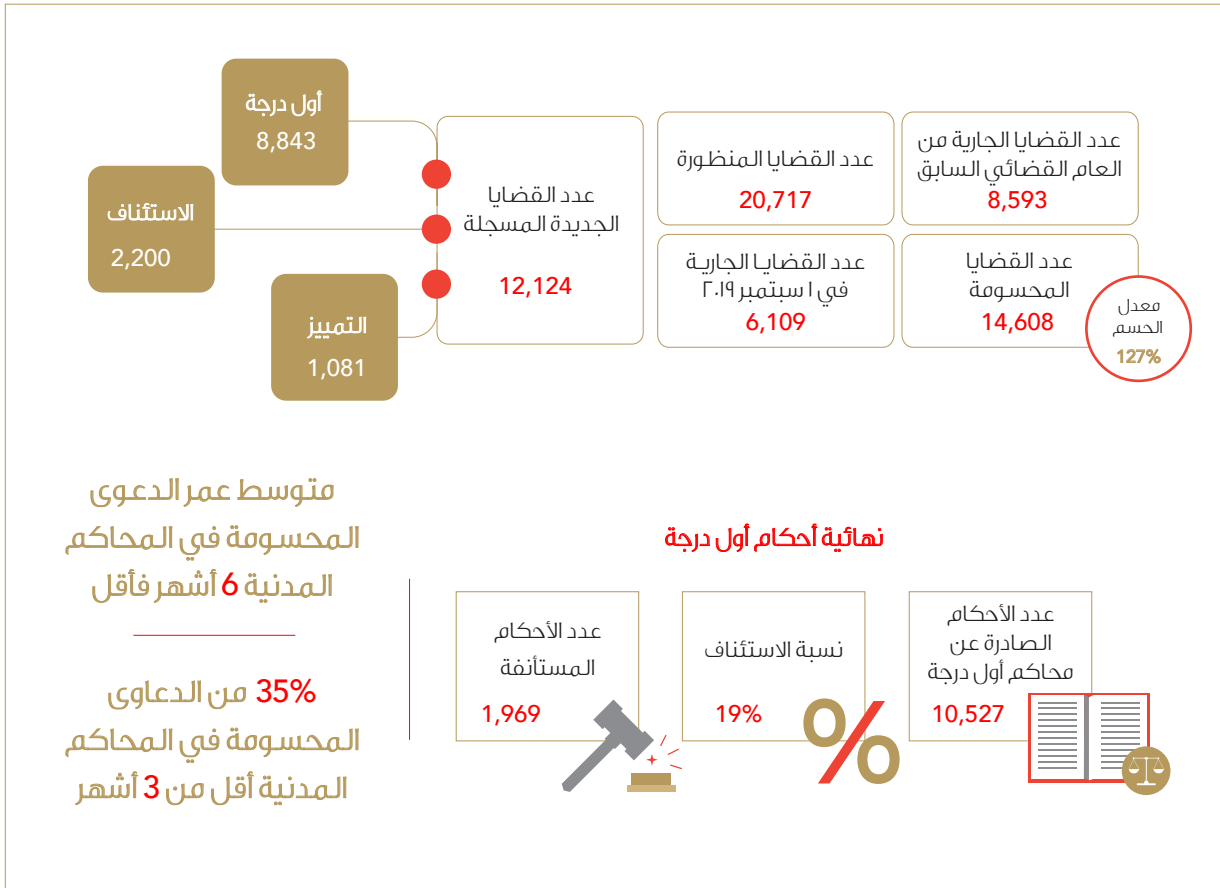 عدد القضايا الجارية من
العام القضائي السابق
8,593
عدد القضايا المنظورة
20,717
عدد القضايا
الجديدة المسجلة
12,124
أول درجة
8,843
الاستئناف
2,200
التمييز
1,081
عدد القضايا
المحسومة
14,608
معدل
الحسم
127%
عدد القضايا الجارية
في ١ سبتمبر ٢٠١٩
6,109
نهائية أحكام أول درجة
عدد الأحكام
الصادرة عن
محاكم أول درجة
10,527
نسبة الاستئناف
19%
%
عدد الأحكام
المستأنفة
1,969
متوسط عمر الدعوى
المحسومة في المحاكم
المدنية 6 أشهر فأقل
35% من الدعاوى
المحسومة في المحاكم
المدنية أقل من 3 أشهر